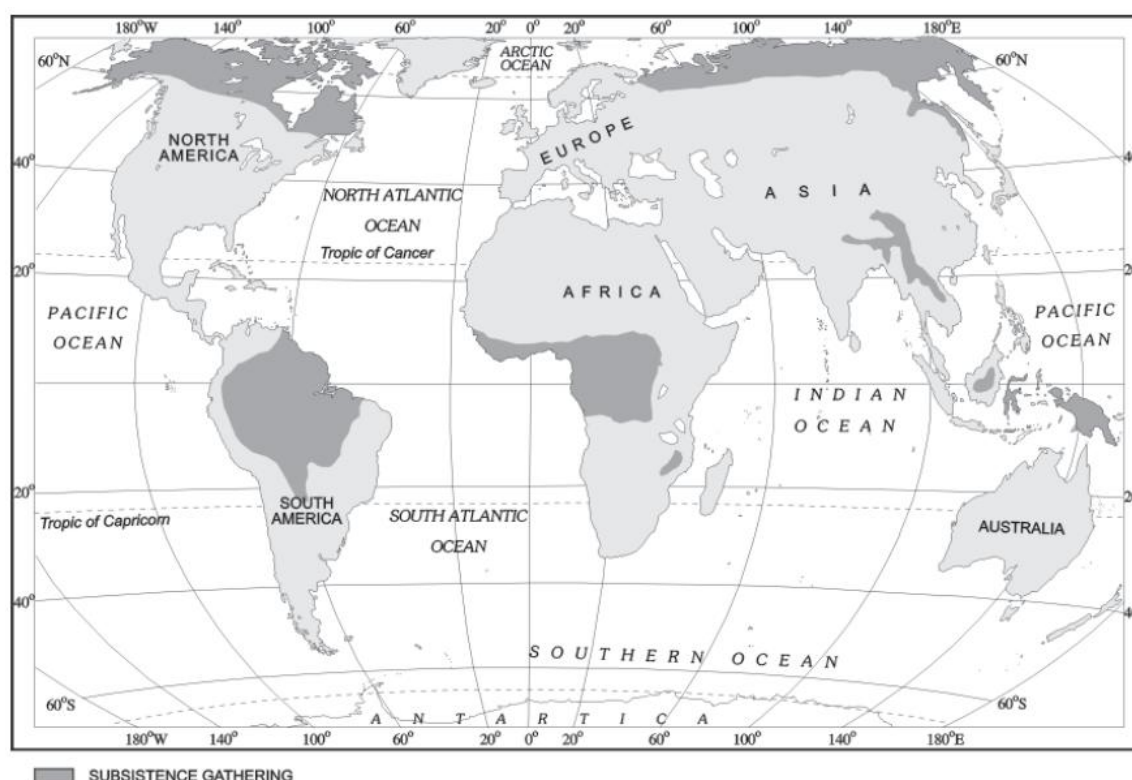 180°W 140° 100° 60° 20° 0° 20° 60° 100° 140° 180°E
ARCTIC
OCEAN
60°N
60°N
NORTH
AMERICA
EUROPE
ASIA
40°
NORTH ATLANTIC
OCEAN
Tropic of Cancer
20°
AFRICA
PACIFIC
OCEAN
PACIFIC
OCEAN
INDIAN
OCEAN
20°
SOUTH
AMERICA
Tropic of Capricorn
SOUTH ATLANTIC
OCEAN
AUSTRALIA
40°
SOUTHERN OCEAN
60°S
60°S
ANTARTICA
180°W 140° 100° 60° 20° 0° 20° 60° 100° 140° 180°E
SUBSISTENCE GATHERING